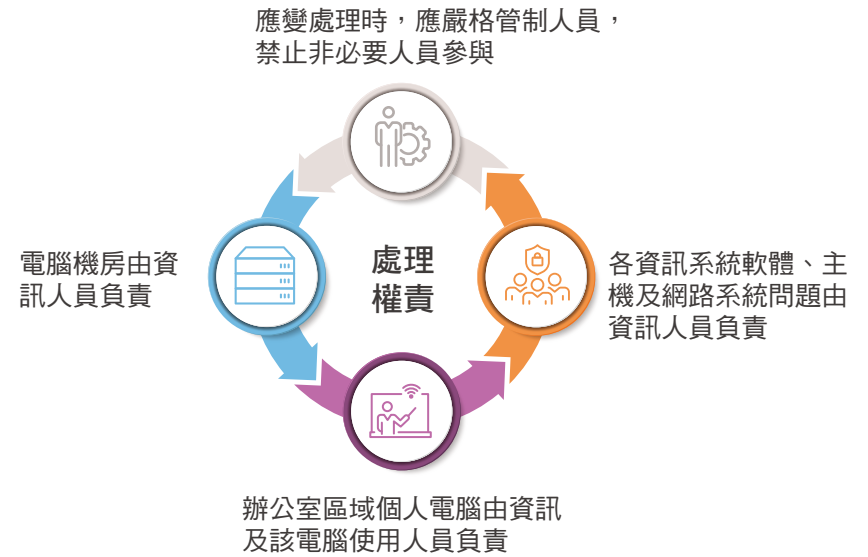 應變處理時，應嚴格管制人員，
禁止非必要人員參與
電腦機房由資
訊人員負責
處理
權責
各資訊系統軟體、主
機及網路系統問題由
資訊人員負責
辦公室區域個人電腦由資訊
及該電腦使用人員負責